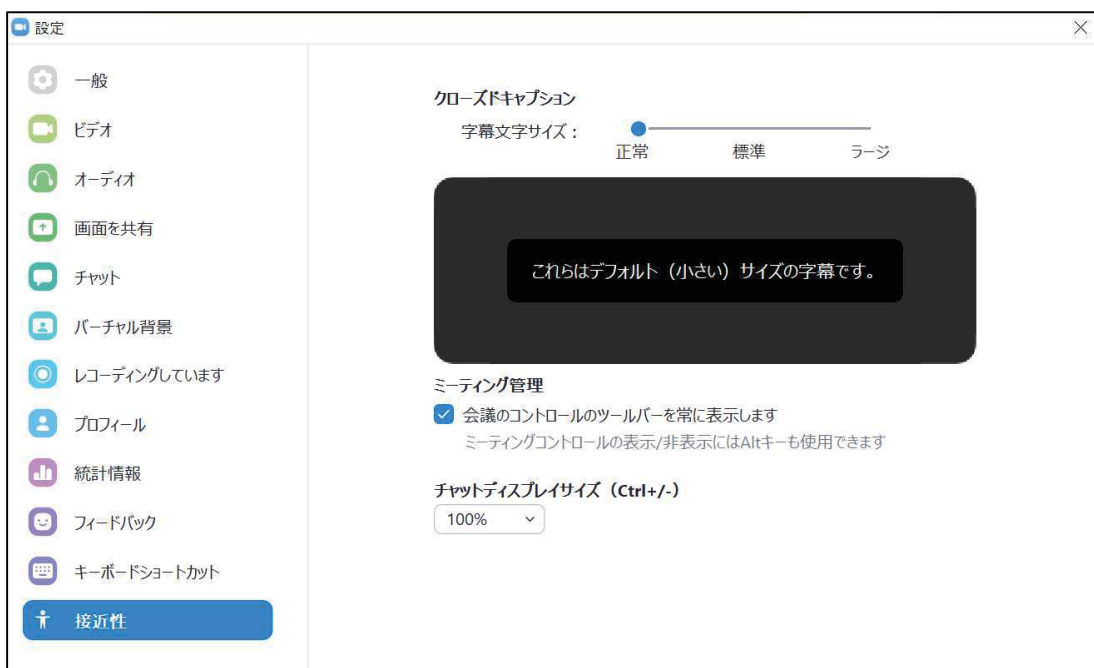 設定
一般
ビデオ
オーディオ
画面を共有
チャット
バーチャル背景
レコーディングしています
プロフィール
統計情報
フィードバック
キーボードショートカット
接近性
クローズドキャプション
字幕文字サイズ：
正常 標準 ラージ
これらはデフォルト（小さい）サイズの字幕です。
ミーティング管理
会議のコントロールのツールバーを常に表示します
ミーティングコントロールの表示/非表示にはAltキーも使用できます
チャットディスプレイサイズ（Ctrl+/-）
100%